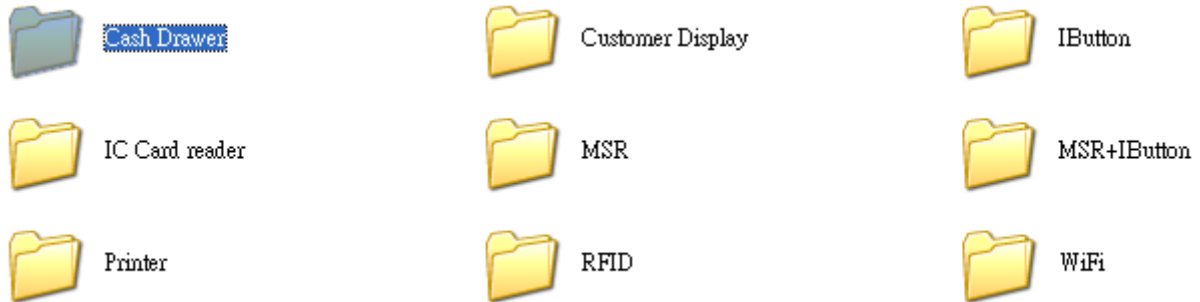 Cash Drawer
Customer Display
IButton
IC Card reader
MSR
MSR+IButton
Printer
RFID
WiFi